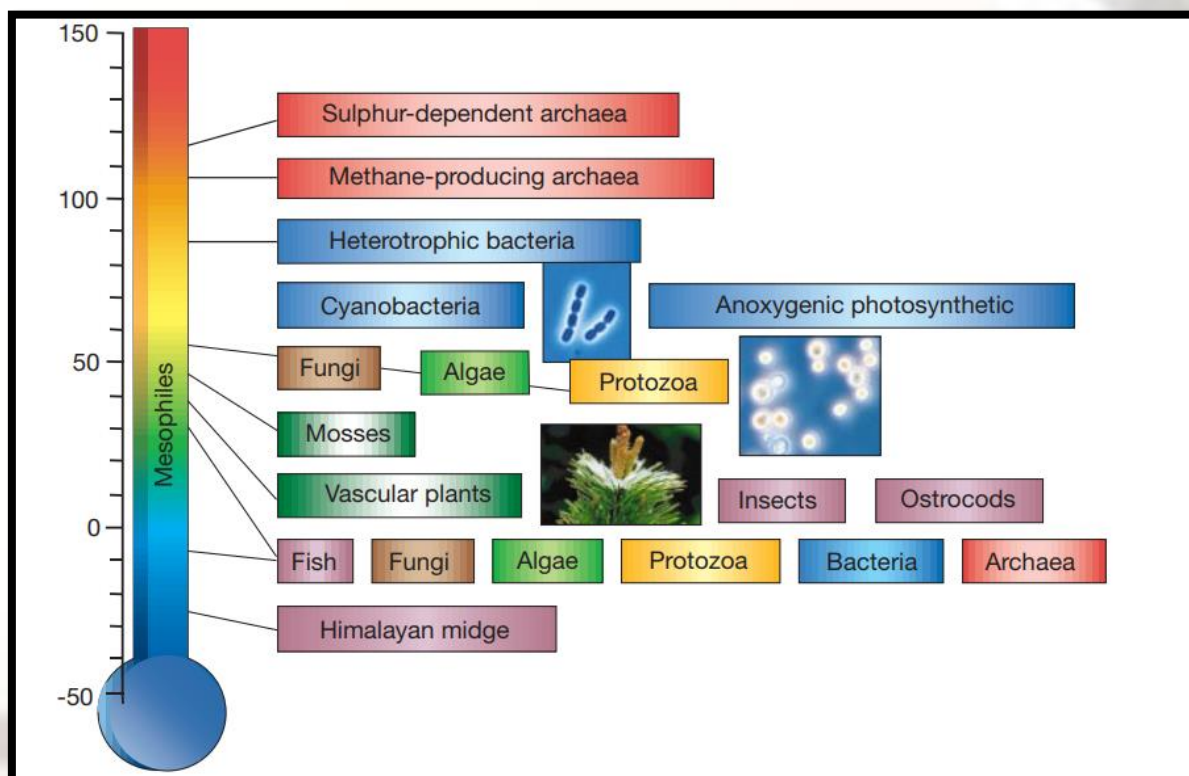 150
Sulphur-dependent archaea
Methane-producing archaea
100
Heterotrophic bacteria
Cyanobacteria
Anoxygenic photosynthetic
50
Fungi
Algae
Protozoa
Mesophiles
Mosses
Vascular plants
Insects
Ostrocods
0
Fish
Fungi
Algae
Protozoa
Bacteria
Archaea
Himalayan midge
-50